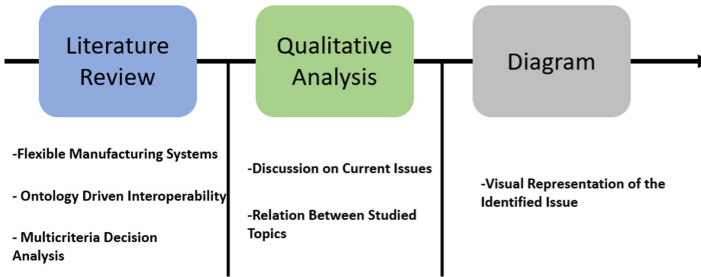 Literature
Review
-Flexible Manufacturing Systems
- Ontology Driven Interoperability
- Multicriteria Decision
Analysis
Qualitative
Analysis
-Discussion on Current Issues
-Relation Between Studied
Topics
Diagram
-Visual Representation of the
Identified Issue